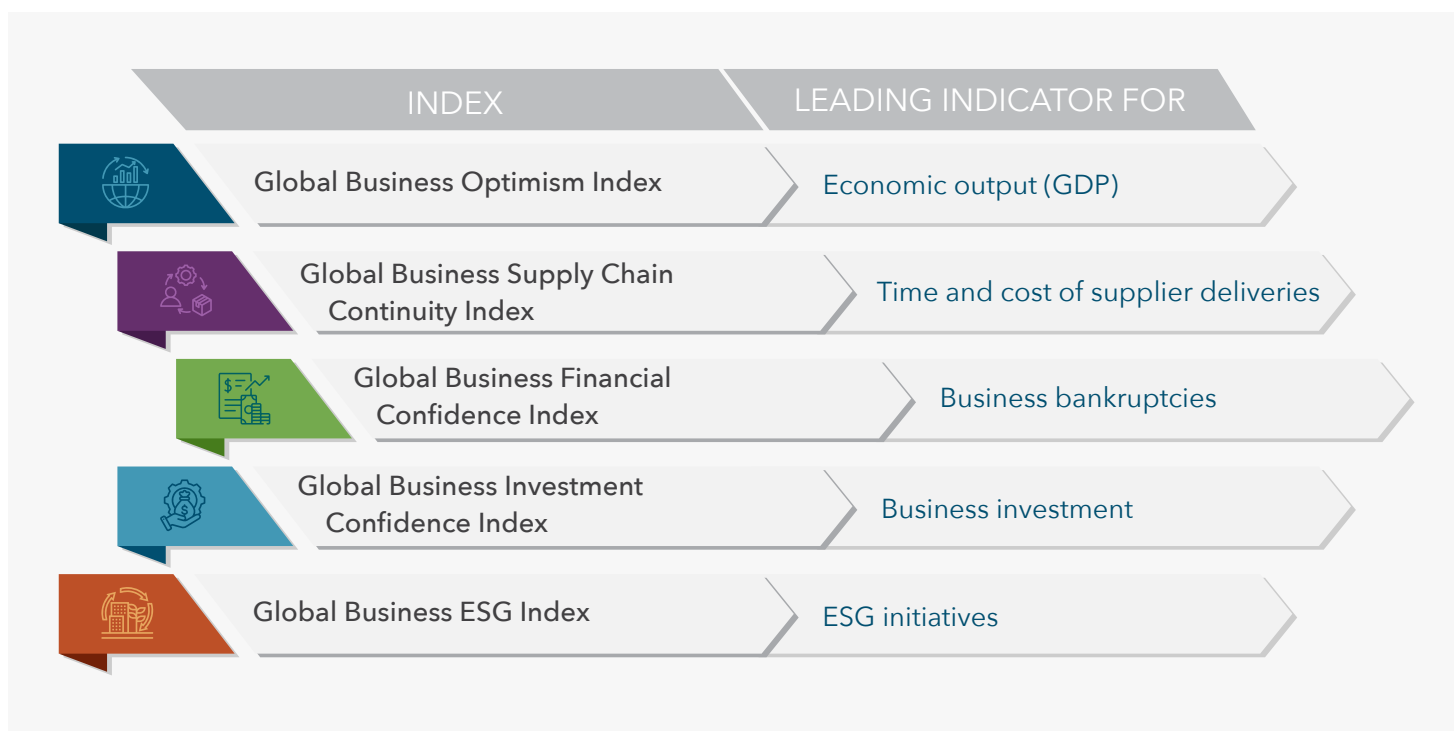 INDEX
LEADING INDICATOR FOR
Global Business Optimism Index
Economic output (GDP)
Global Business Supply Chain
Continuity Index
Time and cost of supplier deliveries
Global Business Financial
Confidence Index
Business bankruptcies
Global Business Investment
Confidence Index
Business investment
Global Business ESG Index
ESG initiatives